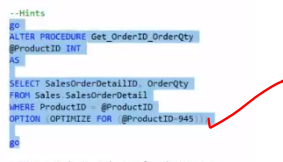 --Hints
go
ALTER PROCEDURE Get_OrderID_OrderQty
@ProductID INT
AS
SELECT SalesOrderDetailID, OrderQty
FROM Sales.SalesOrderDetail
WHERE ProductID = @ProductID
OPTION (OPTIMIZE FOR (@ProductID=945));
go